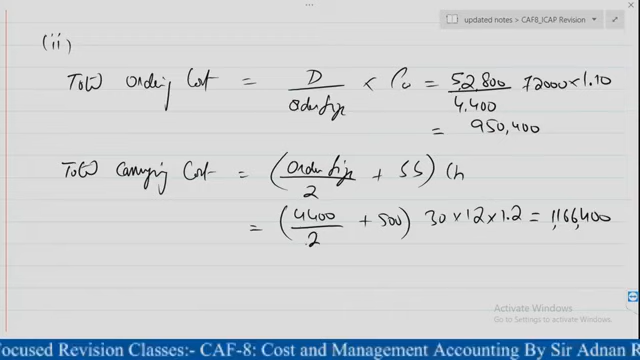 updated notes > CAF8_ICAP Revision
(ii)
Total Ordering Cost = D / Order Size × Co = 52,800 / 4,400 72000 × 1.10
= 950,400
Total Carrying Cost = (Order Size / 2 + SS) Ch
= (4400 / 2 + 500) 30 × 12 × 1.2 = 1,166,400
Activate Windows
Go to Settings to activate Windows.
Focused Revision Classes:- CAF-8: Cost and Management Accounting By Sir Adnan R